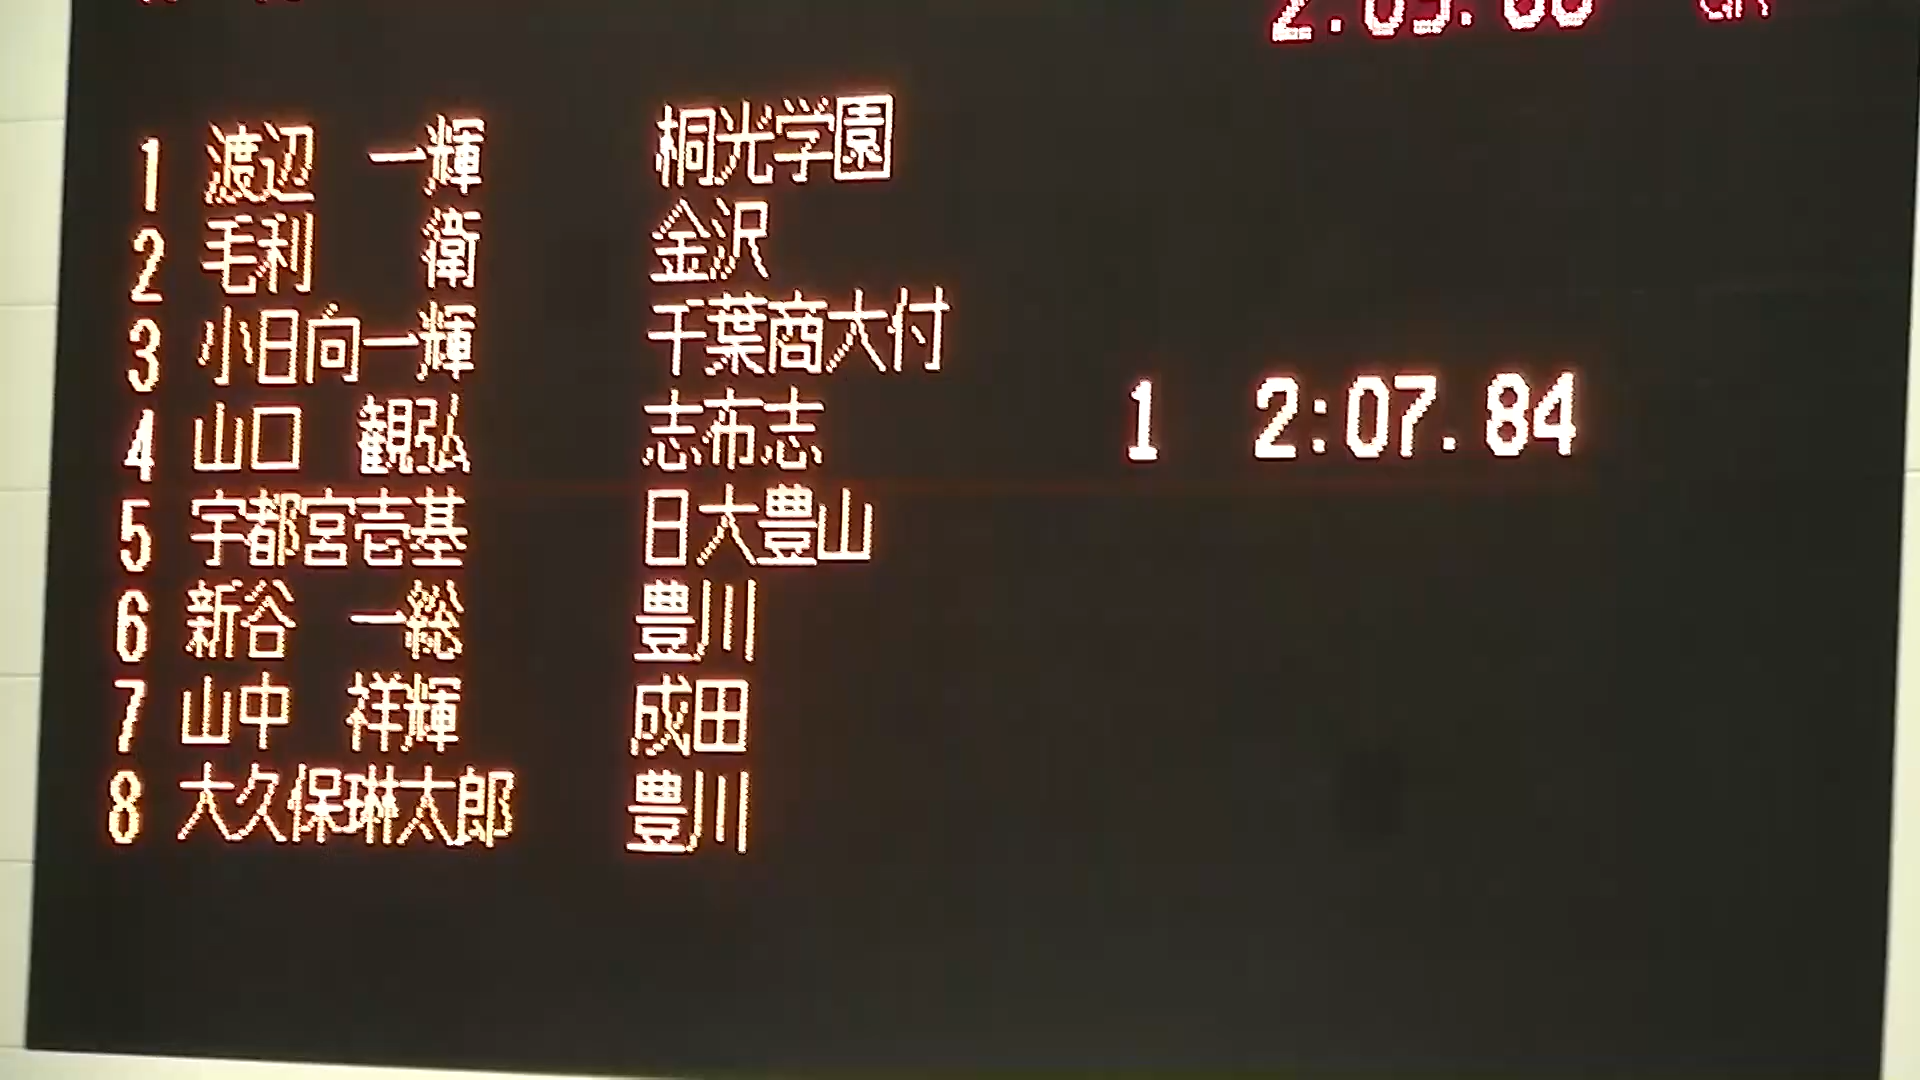 1 渡辺 一輝 桐光学園
2 毛利 衛 金沢
3 小日向一輝 千葉商大付
4 山口 観弘 志布志 1 2:07.84
5 宇都宮壱基 日大豊山
6 新谷 一総 豊川
7 山中 祥輝 成田
8 大久保琳太郎 豊川